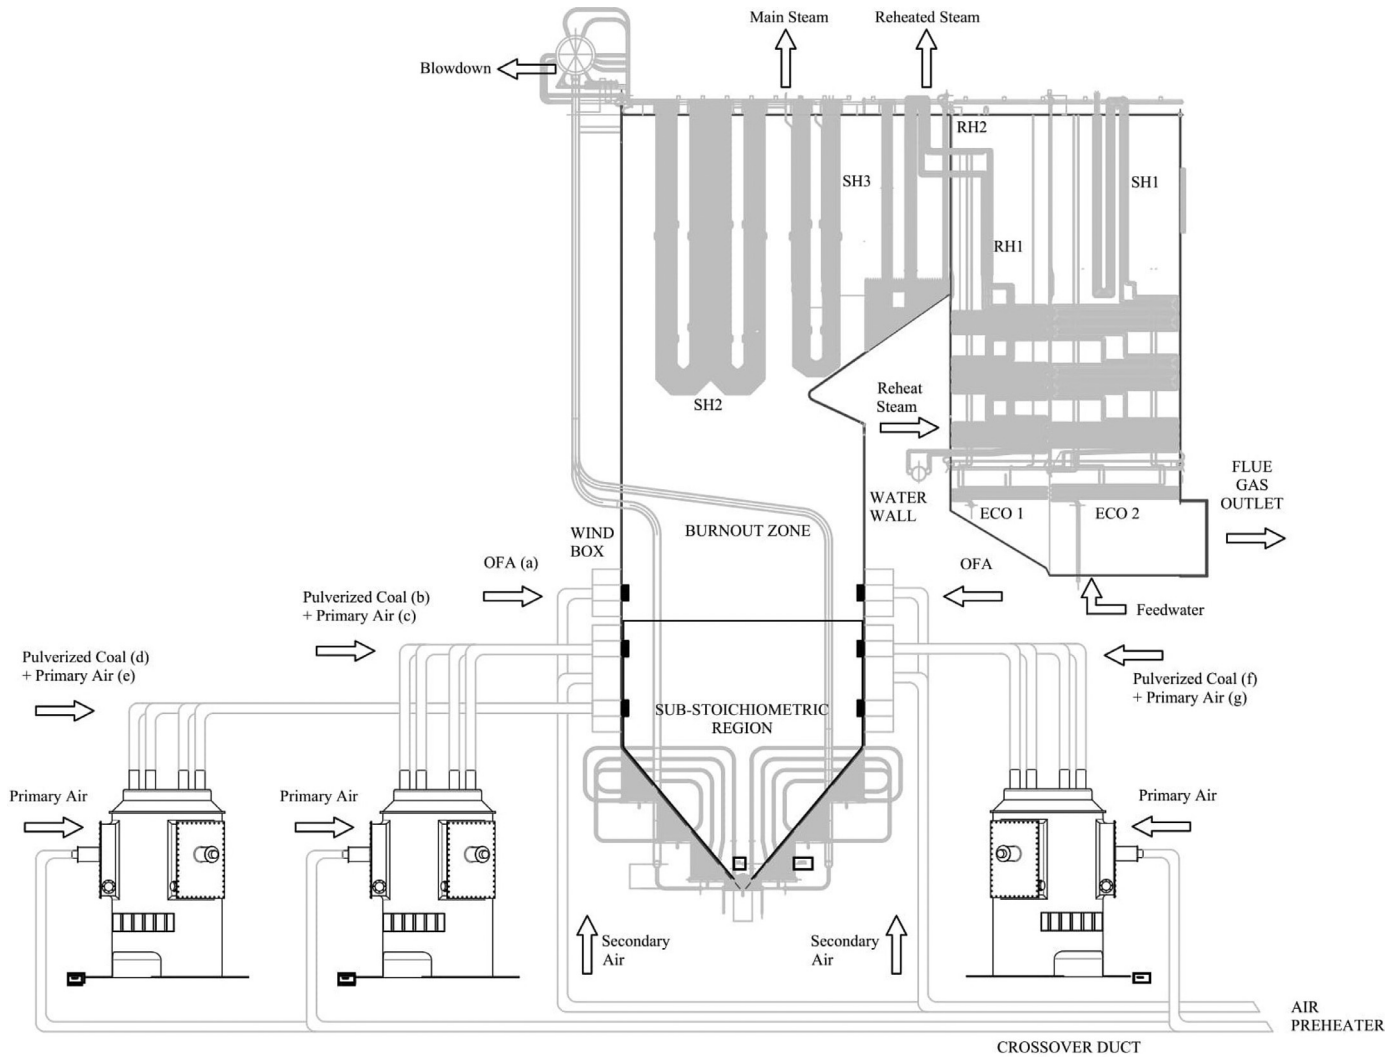 Main Steam
Reheated Steam
Blowdown
RH2
SH3
SH1
RH1
Reheat
Steam
SH2
FLUE
GAS
OUTLET
WATER
WALL
ECO 1
ECO 2
WIND
BOX
BURNOUT ZONE
OFA (a)
OFA
Pulverized Coal (b)
+ Primary Air (c)
Feedwater
Pulverized Coal (d)
+ Primary Air (e)
Pulverized Coal (f)
+ Primary Air (g)
SUB-STOICHIOMETRIC
REGION
Primary Air
Primary Air
Primary Air
Secondary
Air
Secondary
Air
AIR
PREHEATER
CROSSOVER DUCT